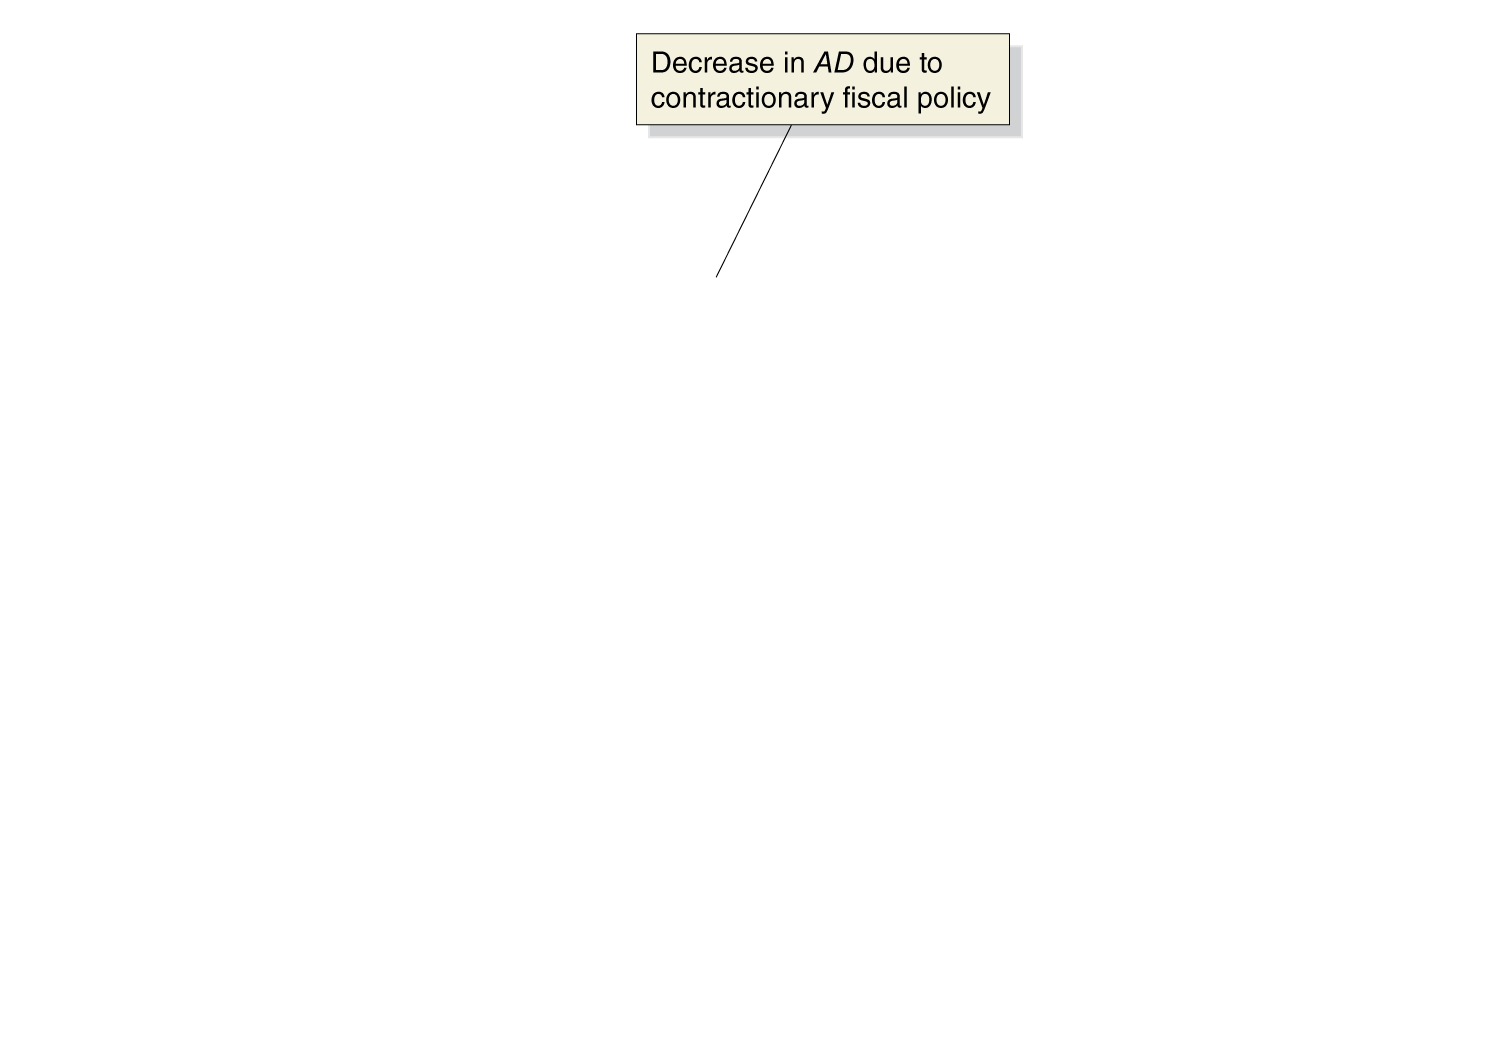 Decrease in AD due to
contractionary fiscal policy